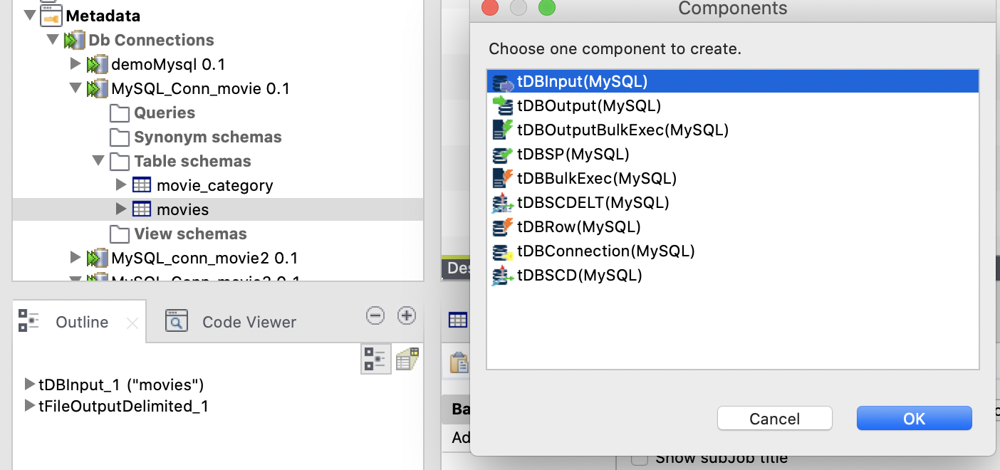 Metadata
Db Connections
demoMysql 0.1
MySQL_Conn_movie 0.1
Queries
Synonym schemas
Table schemas
movie_category
movies
View schemas
MySQL_conn_movie2 0.1
MySQL_Conn_movie3 0.1
Outline
Code Viewer
tDBInput_1 ("movies")
tFileOutputDelimited_1
Components
Choose one component to create.
tDBInput(MySQL)
tDBOutput(MySQL)
tDBOutputBulkExec(MySQL)
tDBSP(MySQL)
tDBBulkExec(MySQL)
tDBSCDELT(MySQL)
tDBRow(MySQL)
tDBConnection(MySQL)
tDBSCD(MySQL)
Cancel
OK
Des
Ba
Ad
Show subJob title